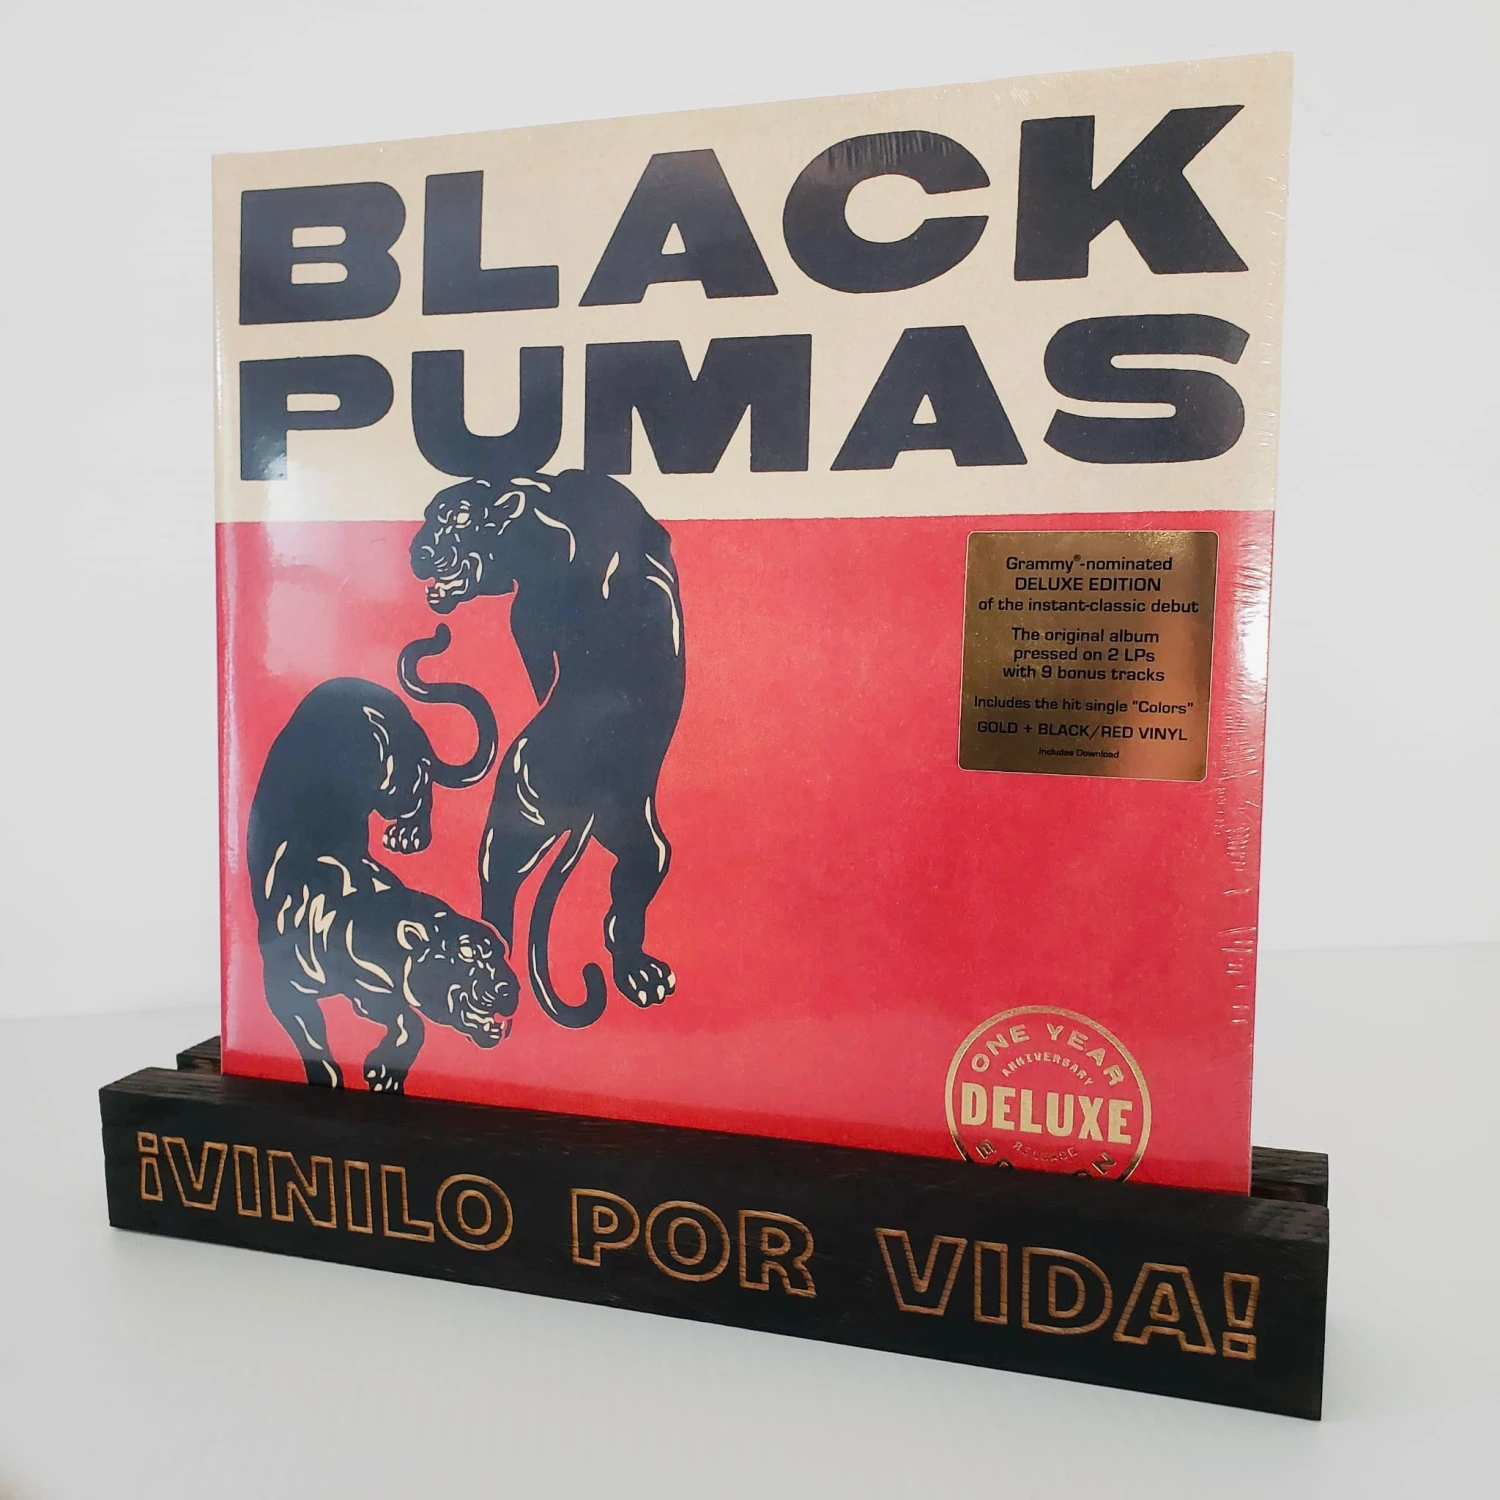 BLACK
PUMAS
Grammy®-nominated
DELUXE EDITION
of the instant-classic debut
The original album
pressed on 2 LPs
with 9 bonus tracks
Includes the hit single "Colors"
GOLD + BLACK/RED VINYL
Includes Download
ONE YEAR
ANNIVERSARY
DELUXE
RELEASE
¡VINILO POR VIDA!